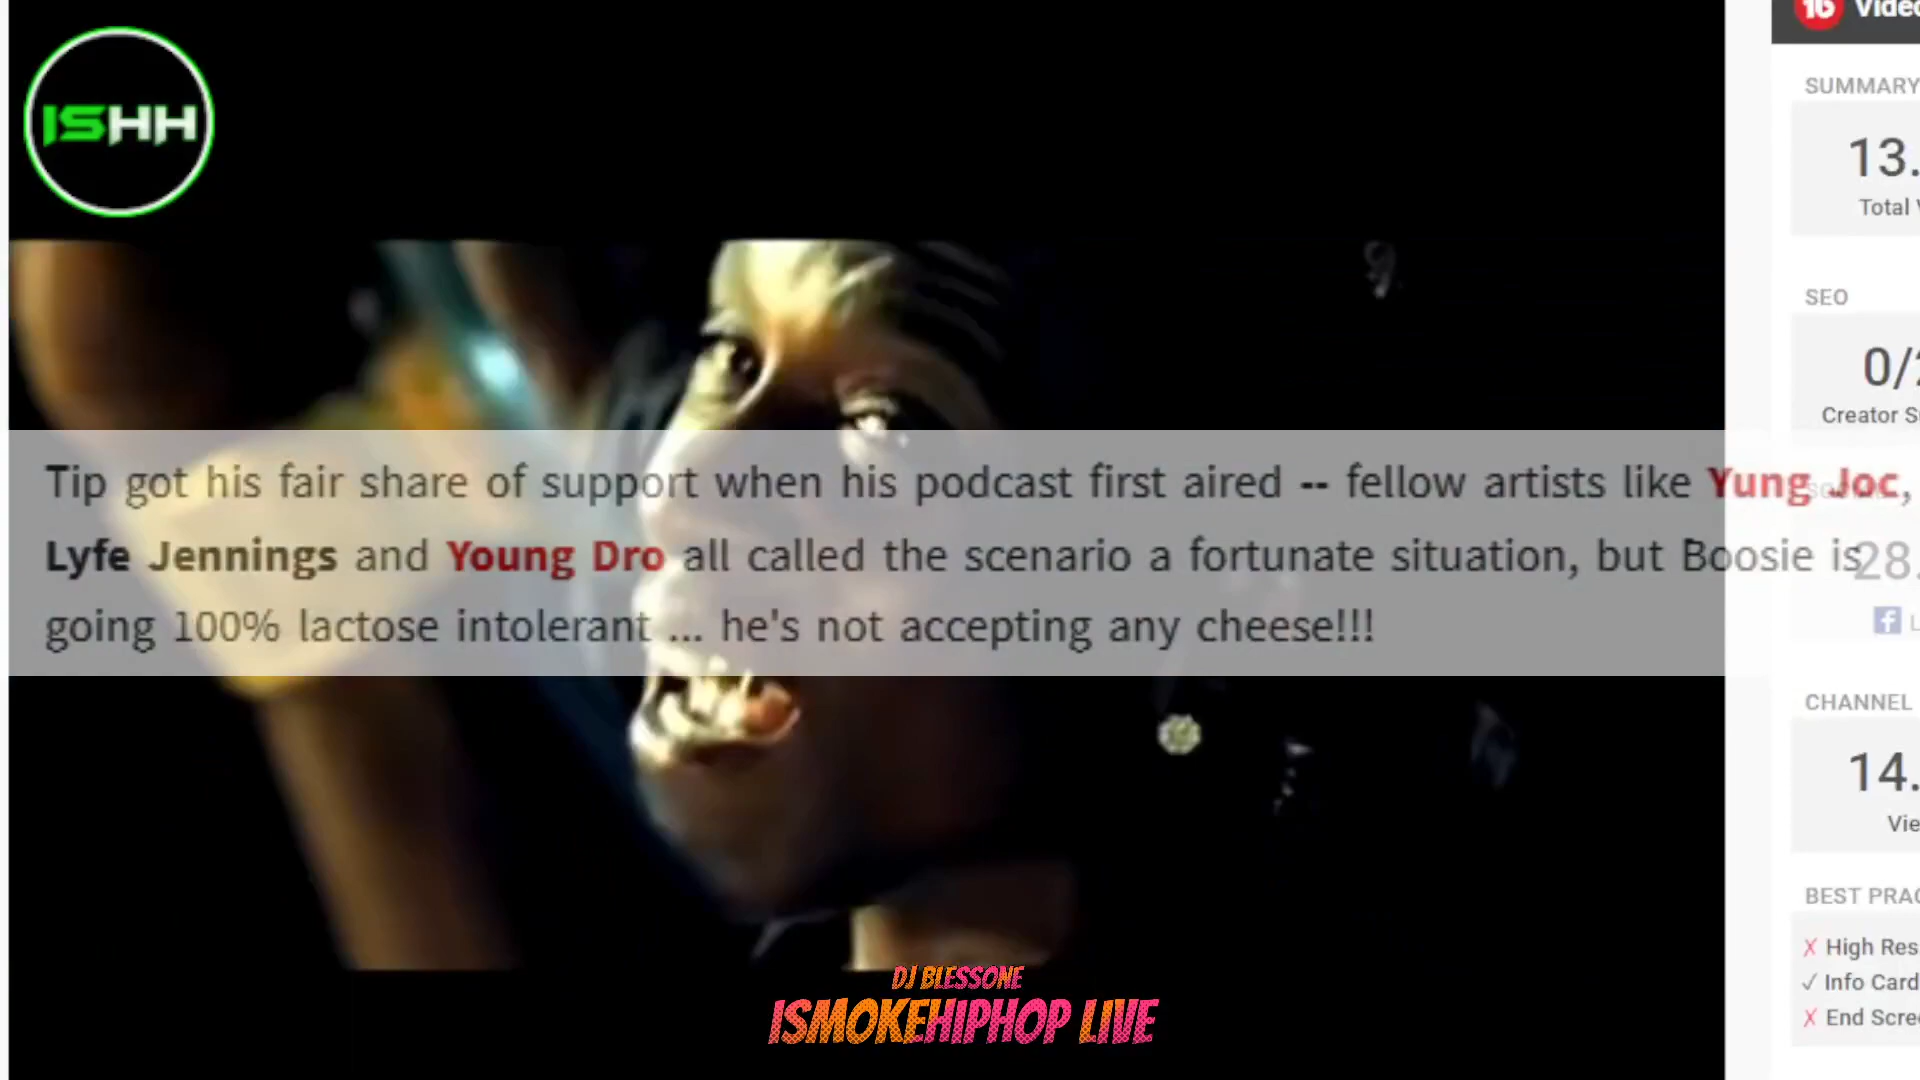 ISHH
Tip got his fair share of support when his podcast first aired -- fellow artists like Yung Joc,
Lyfe Jennings and Young Dro all called the scenario a fortunate situation, but Boosie is
going 100% lactose intolerant ... he's not accepting any cheese!!!
DJ BLESSONE
ISMOKEHIPHOP LIVE
SUMMARY
13.
Total
SEO
0/
Creator
28.
CHANNEL
14.
Vie
BEST PRAC
X High Res
✓ Info Card
X End Scre